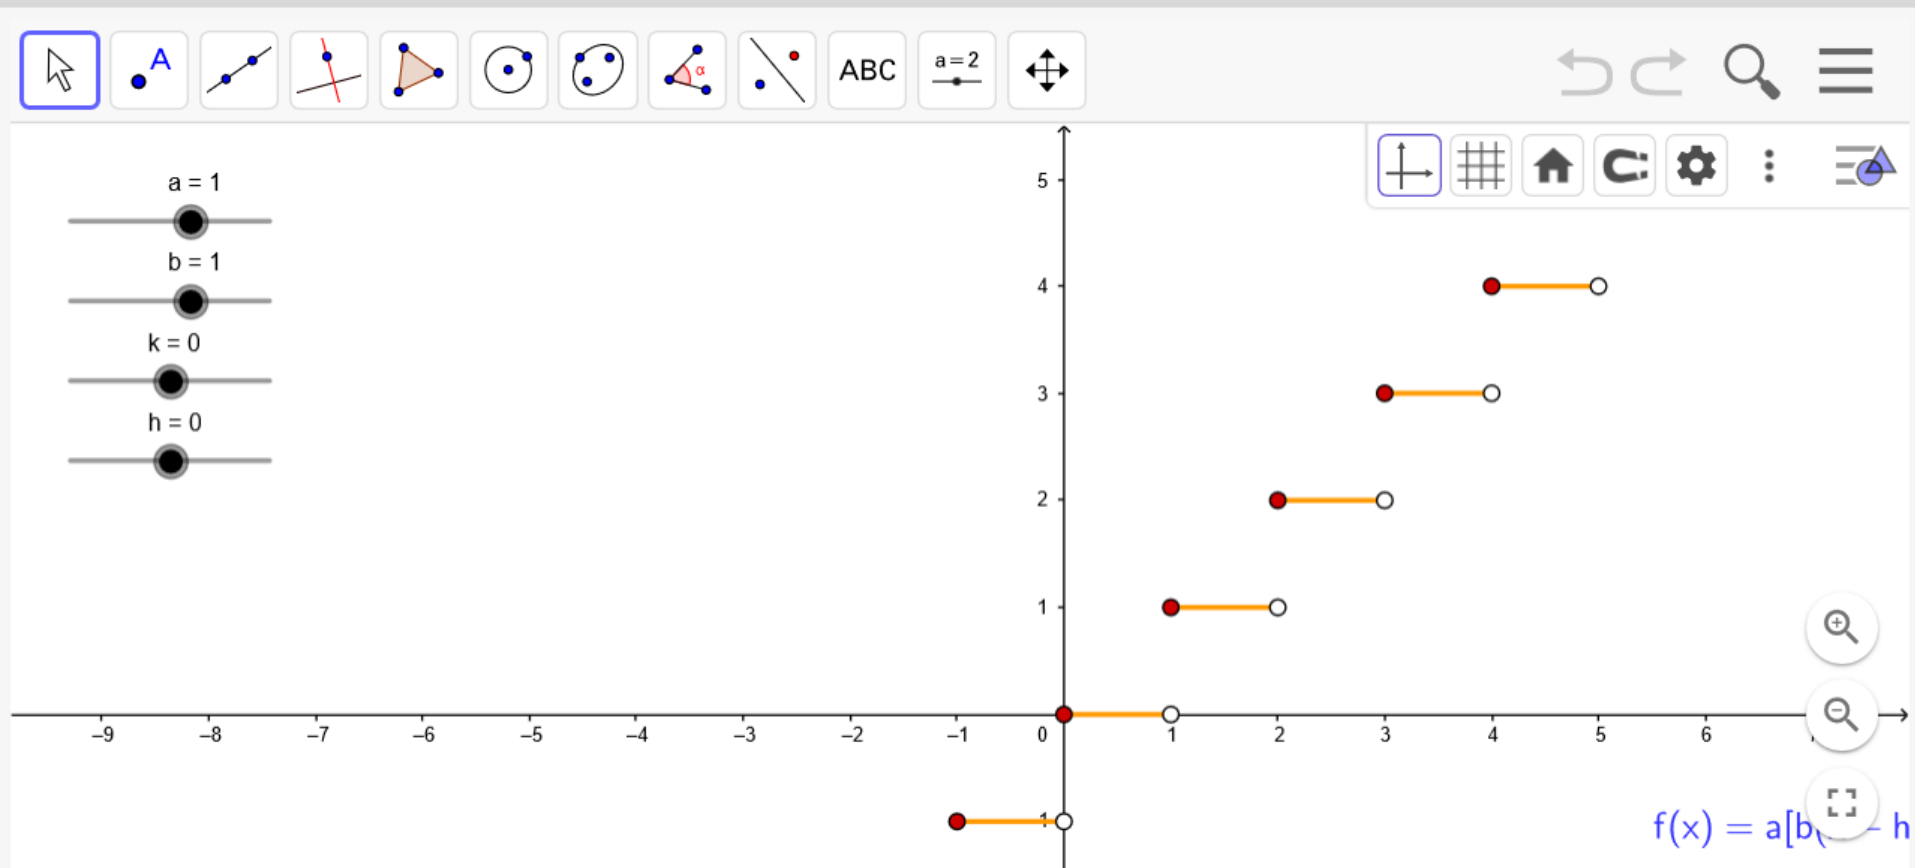 A
α
ABC
a = 2
a = 1
b = 1
k = 0
h = 0
5
4
3
2
1
–9 –8 –7 –6 –5 –4 –3 –2 –1 0 1 2 3 4 5 6
f(x) = a[b( – h